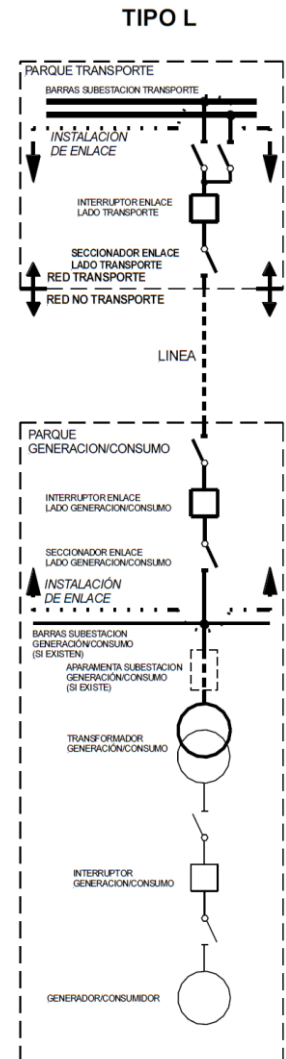 TIPO L
PARQUE TRANSPORTE
BARRAS SUBESTACION TRANSPORTE
INSTALACIÓN
DE ENLACE
INTERRUPTOR ENLACE
LADO TRANSPORTE
SECCIONADOR ENLACE
LADO TRANSPORTE
RED TRANSPORTE
RED NO TRANSPORTE
LINEA
PARQUE
GENERACION/CONSUMO
INTERRUPTOR ENLACE
LADO GENERACION/CONSUMO
SECCIONADOR ENLACE
LADO GENERACION/CONSUMO
INSTALACIÓN
DE ENLACE
BARRAS SUBESTACION
GENERACIÓN/CONSUMO
(SI EXISTEN)
APARAMENTA SUBESTACION
GENERACIÓN/CONSUMO
(SI EXISTE)
TRANSFORMADOR
GENERACIÓN/CONSUMO
INTERRUPTOR
GENERACION/CONSUMO
GENERADOR/CONSUMIDOR